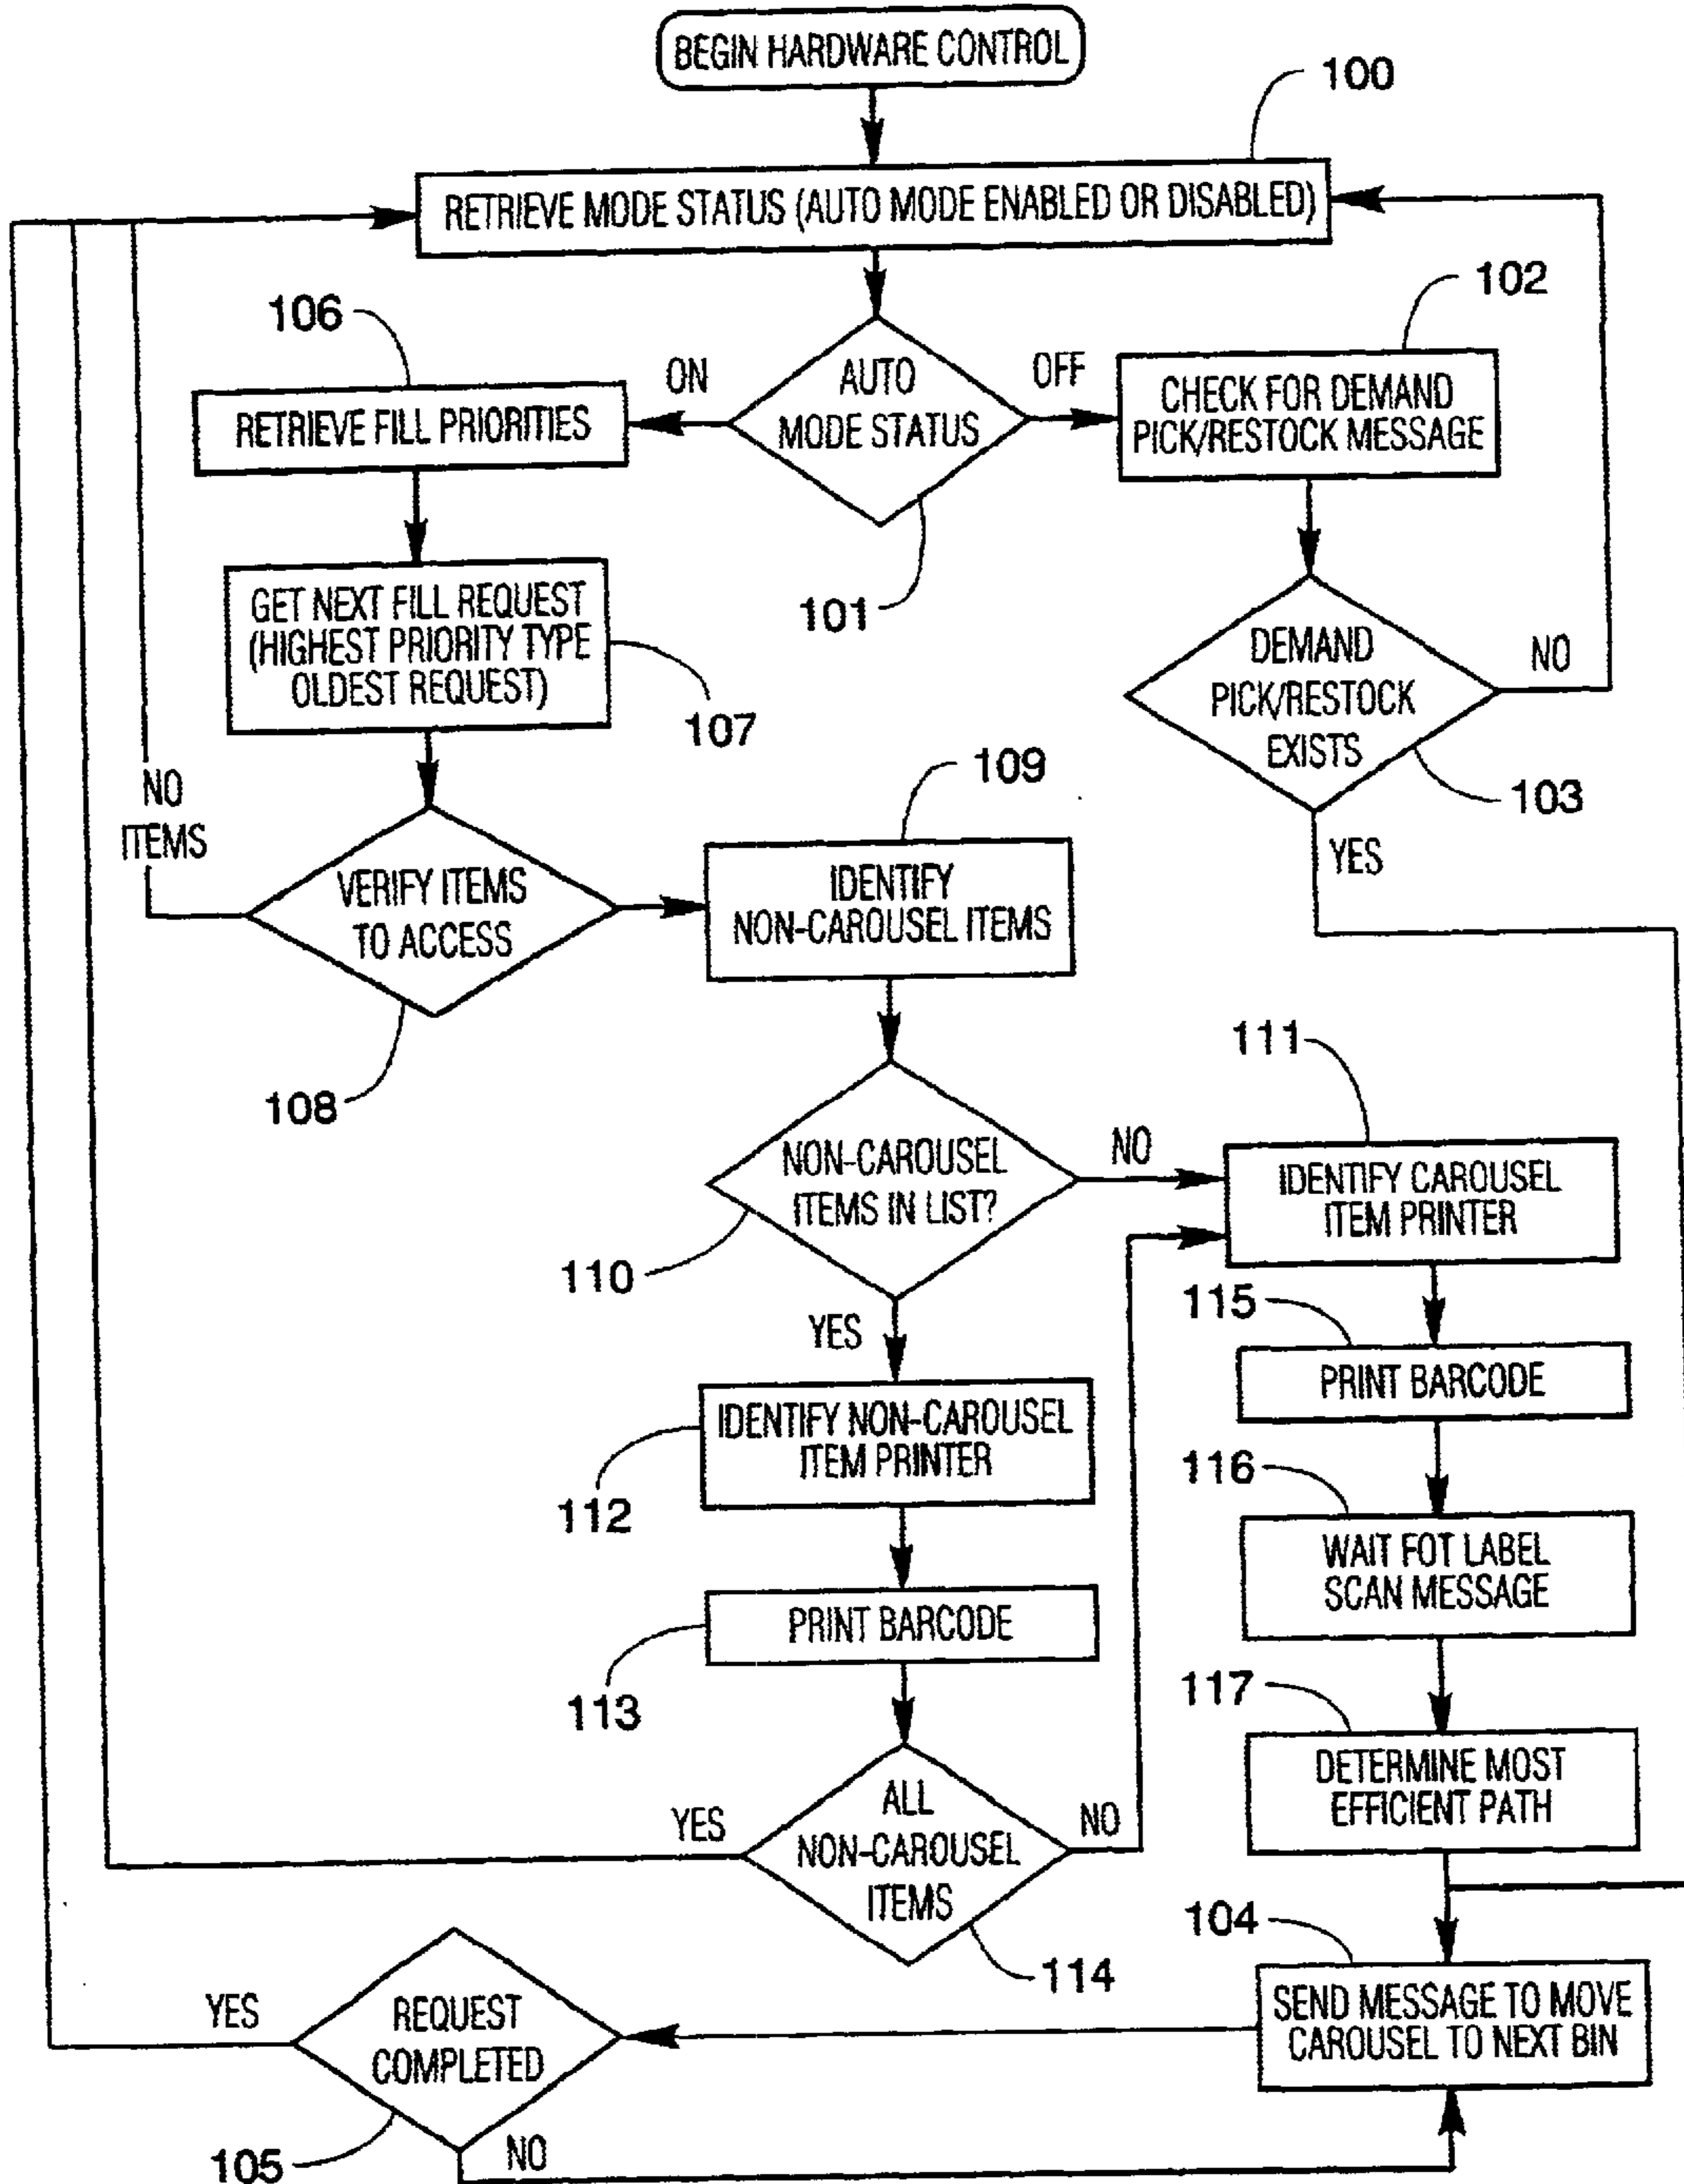 BEGIN HARDWARE CONTROL
100
RETRIEVE MODE STATUS (AUTO MODE ENABLED OR DISABLED)
102
106
ON
AUTO
MODE STATUS
OFF
CHECK FOR DEMAND
PICK/RESTOCK MESSAGE
RETRIEVE FILL PRIORITIES
101
GET NEXT FILL REQUEST
(HIGHEST PRIORITY TYPE
OLDEST REQUEST)
107
DEMAND
PICK/RESTOCK
EXISTS
NO
103
YES
NO
ITEMS
109
VERIFY ITEMS
TO ACCESS
IDENTIFY
NON-CAROUSEL ITEMS
108
111
NON-CAROUSEL
ITEMS IN LIST?
NO
IDENTIFY CAROUSEL
ITEM PRINTER
110
YES
115
PRINT BARCODE
IDENTIFY NON-CAROUSEL
ITEM PRINTER
112
116
WAIT FOT LABEL
SCAN MESSAGE
PRINT BARCODE
113
117
DETERMINE MOST
EFFICIENT PATH
YES
ALL
NON-CAROUSEL
ITEMS
NO
114
104
SEND MESSAGE TO MOVE
CAROUSEL TO NEXT BIN
YES
REQUEST
COMPLETED
105
NO